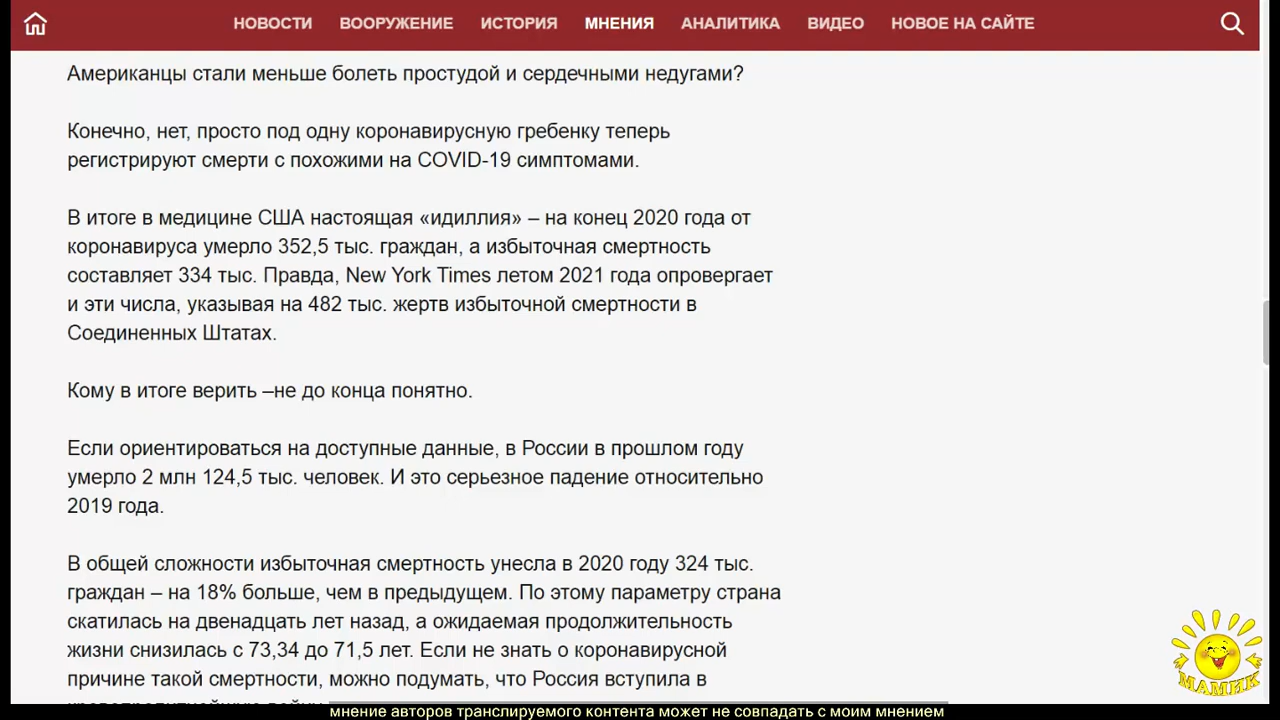 НОВОСТИ ВООРУЖЕНИЕ ИСТОРИЯ МНЕНИЯ АНАЛИТИКА ВИДЕО НОВОЕ НА САЙТЕ
Американцы стали меньше болеть простудой и сердечными недугами?
Конечно, нет, просто под одну коронавирусную гребенку теперь
регистрируют смерти с похожими на COVID-19 симптомами.
В итоге в медицине США настоящая «идиллия» – на конец 2020 года от
коронавируса умерло 352,5 тыс. граждан, а избыточная смертность
составляет 334 тыс. Правда, New York Times летом 2021 года опровергает
и эти числа, указывая на 482 тыс. жертв избыточной смертности в
Соединенных Штатах.
Кому в итоге верить –не до конца понятно.
Если ориентироваться на доступные данные, в России в прошлом году
умерло 2 млн 124,5 тыс. человек. И это серьезное падение относительно
2019 года.
В общей сложности избыточная смертность унесла в 2020 году 324 тыс.
граждан – на 18% больше, чем в предыдущем. По этому параметру страна
скатилась на двенадцать лет назад, а ожидаемая продолжительность
жизни снизилась с 73,34 до 71,5 лет. Если не знать о коронавирусной
причине такой смертности, можно подумать, что Россия вступила в
МАМИК
мнение авторов транслируемого контента может не совпадать с моим мнением